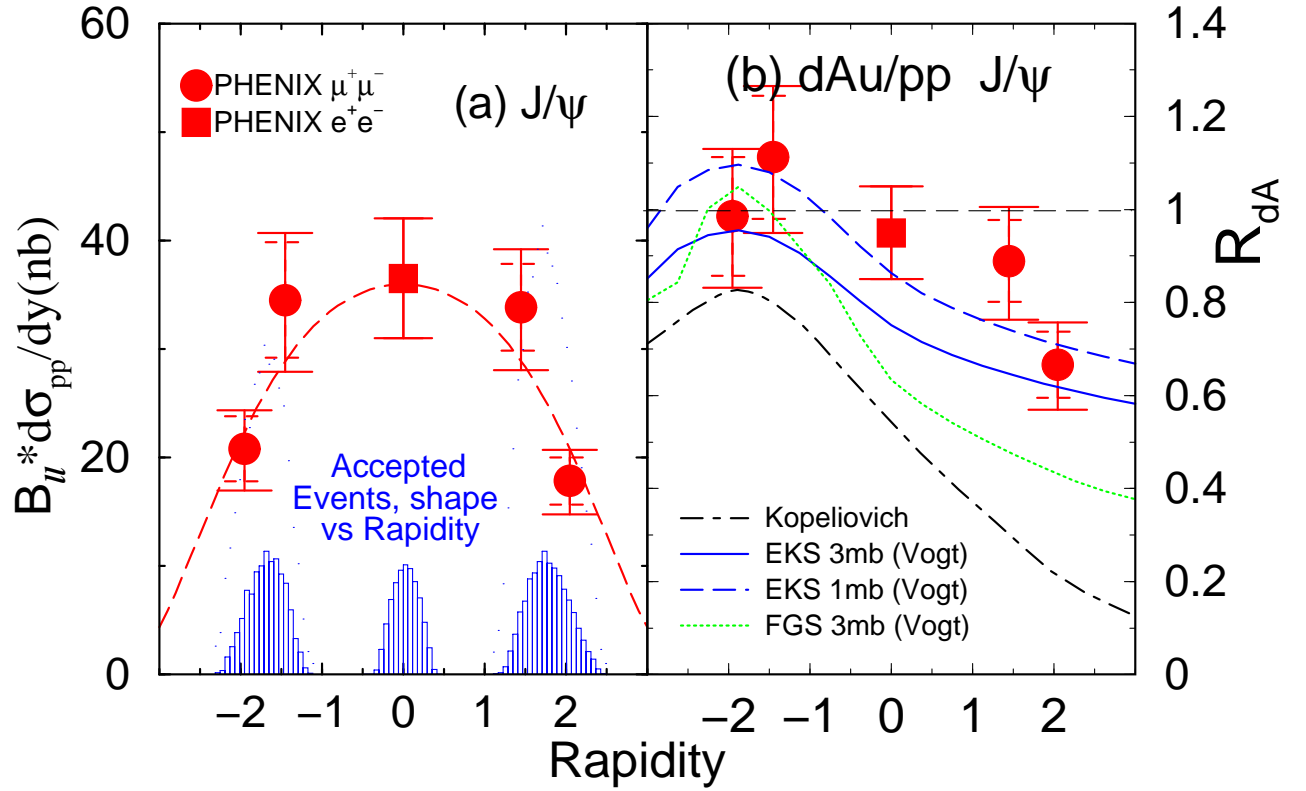 60
40
20
0
B_ll*dσ_pp/dy(nb)
PHENIX μ⁺μ⁻
PHENIX e⁺e⁻
(a) J/ψ
Accepted
Events, shape
vs Rapidity
−2 −1 0 1 2
(b) dAu/pp J/ψ
Kopeliovich
EKS 3mb (Vogt)
EKS 1mb (Vogt)
FGS 3mb (Vogt)
−2 −1 0 1 2
1.4
1.2
1
0.8
0.6
0.4
0.2
0
R_dA
Rapidity